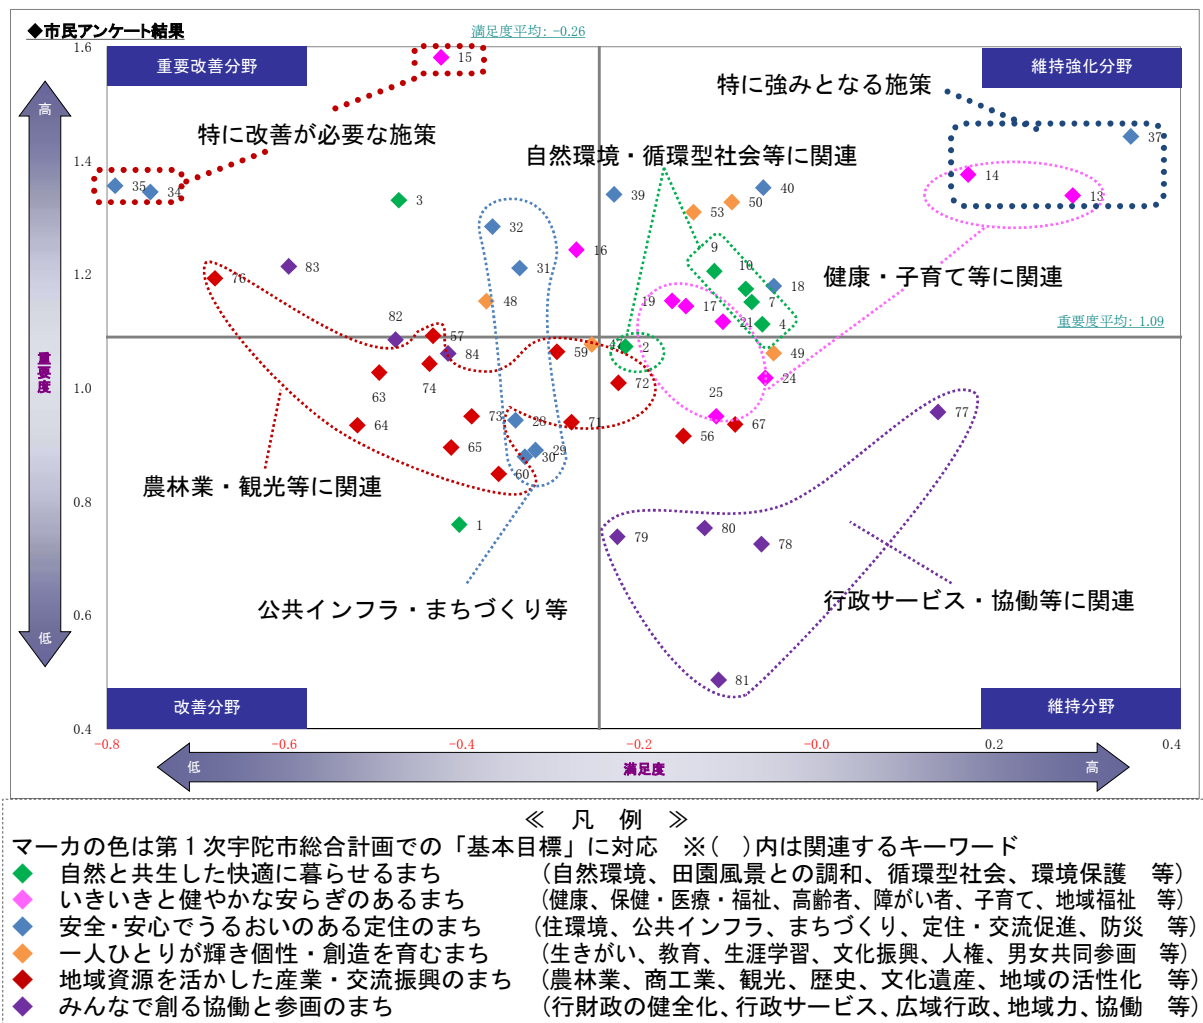 ◆市民アンケート結果
満足度平均: -0.26
1.6
重要改善分野
維持強化分野
15
特に強みとなる施策
高
特に改善が必要な施策
37
1.4
自然環境・循環型社会等に関連
35
34
3
39
53
50
40
14
13
32
16
9
1.2
76
83
31
10
18
健康・子育て等に関連
48
19
17
7
21
4
82
重要度平均: 1.09
57
84
59
47
2
49
重要度
1.0
63
74
72
24
25
64
73
28
71
56
67
77
65
30
29
60
農林業・観光等に関連
0.8
1
79
80
78
0.6
公共インフラ・まちづくり等
行政サービス・協働等に関連
低
81
改善分野
維持分野
0.4
-0.8
-0.6
-0.4
-0.2
-0.0
0.2
0.4
低
満足度
高
≪ 凡 例 ≫
マーカの色は第1次宇陀市総合計画での「基本目標」に対応 ※( )内は関連するキーワード
自然と共生した快適に暮らせるまち (自然環境、田園風景との調和、循環型社会、環境保護 等)
いきいきと健やかな安らぎのあるまち (健康、保健・医療・福祉、高齢者、障がい者、子育て、地域福祉 等)
安全・安心でうるおいのある定住のまち (住環境、公共インフラ、まちづくり、定住・交流促進、防災 等)
一人ひとりが輝き個性・創造を育むまち (生きがい、教育、生涯学習、文化振興、人権、男女共同参画 等)
地域資源を活かした産業・交流振興のまち (農林業、商工業、観光、歴史、文化遺産、地域の活性化 等)
みんなで創る協働と参画のまち (行財政の健全化、行政サービス、広域行政、地域力、協働 等)